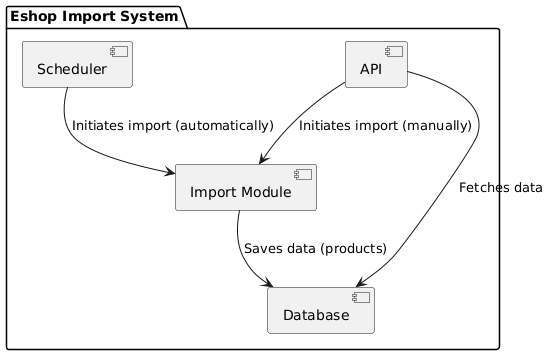 Eshop Import System
Scheduler
API
Initiates import (automatically)
Initiates import (manually)
Import Module
Fetches data
Saves data (products)
Database